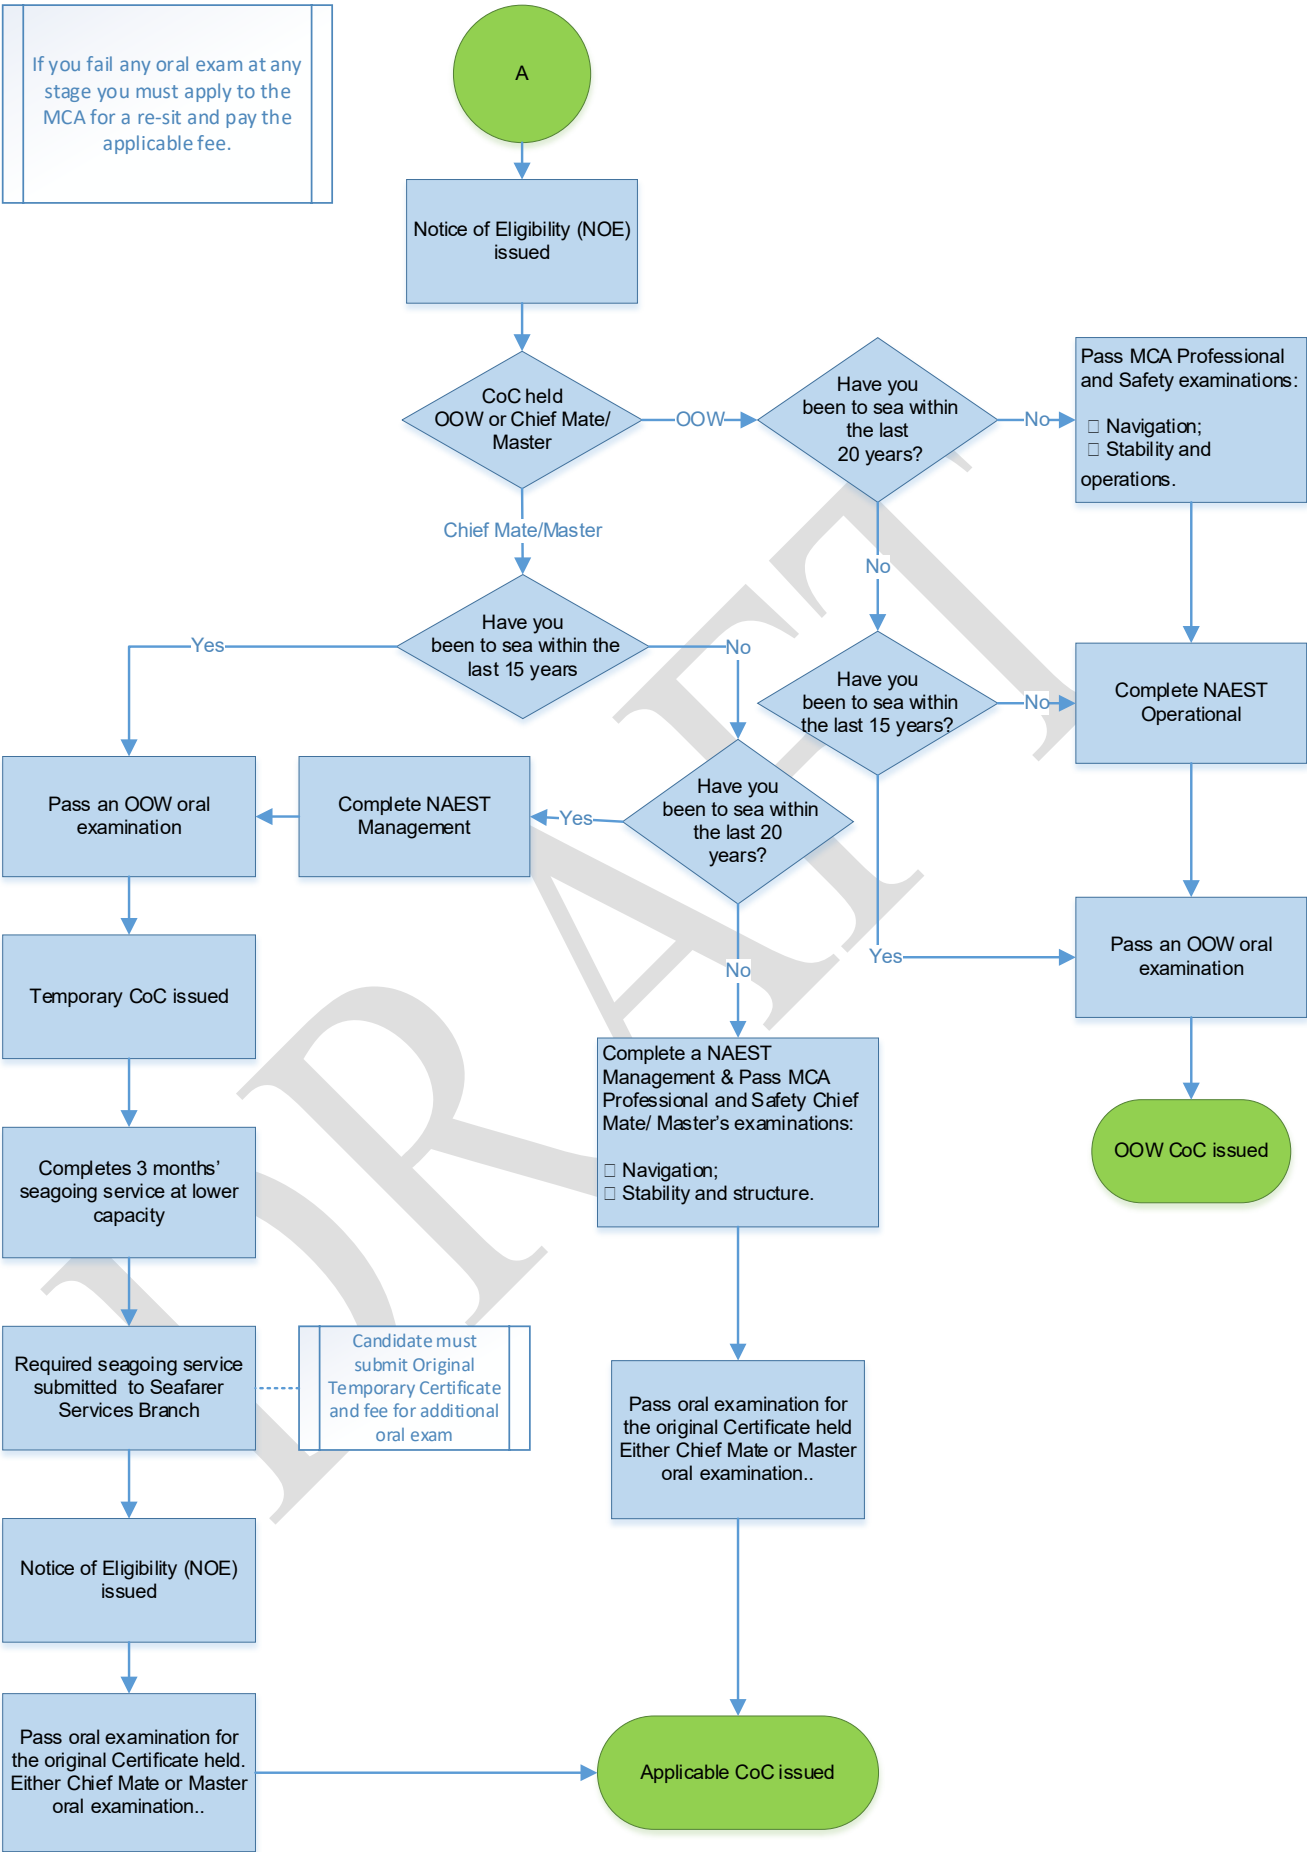 If you fail any oral exam at any
stage you must apply to the
MCA for a re-sit and pay the
applicable fee.
A
Notice of Eligibility (NOE)
issued
CoC held
OOW or Chief Mate/
Master
OOW
Have you
been to sea within
the last
20 years?
No
Pass MCA Professional
and Safety examinations:
Navigation;
Stability and
operations.
Chief Mate/Master
No
Have you
been to sea within the
last 15 years
Yes
No
Have you
been to sea within
the last 15 years?
No
Complete NAEST
Operational
Pass an OOW oral
examination
Complete NAEST
Management
Yes
Have you
been to sea within
the last 20
years?
Yes
Pass an OOW oral
examination
No
Temporary CoC issued
Complete a NAEST
Management & Pass MCA
Professional and Safety Chief
Mate/ Master’s examinations:
Navigation;
Stability and structure.
OOW CoC issued
Completes 3 months’
seagoing service at lower
capacity
Required seagoing service
submitted to Seafarer
Services Branch
Candidate must
submit Original
Temporary Certificate
and fee for additional
oral exam
Pass oral examination for
the original Certificate held
Either Chief Mate or Master
oral examination..
Notice of Eligibility (NOE)
issued
Pass oral examination for
the original Certificate held.
Either Chief Mate or Master
oral examination..
Applicable CoC issued
DRAFT